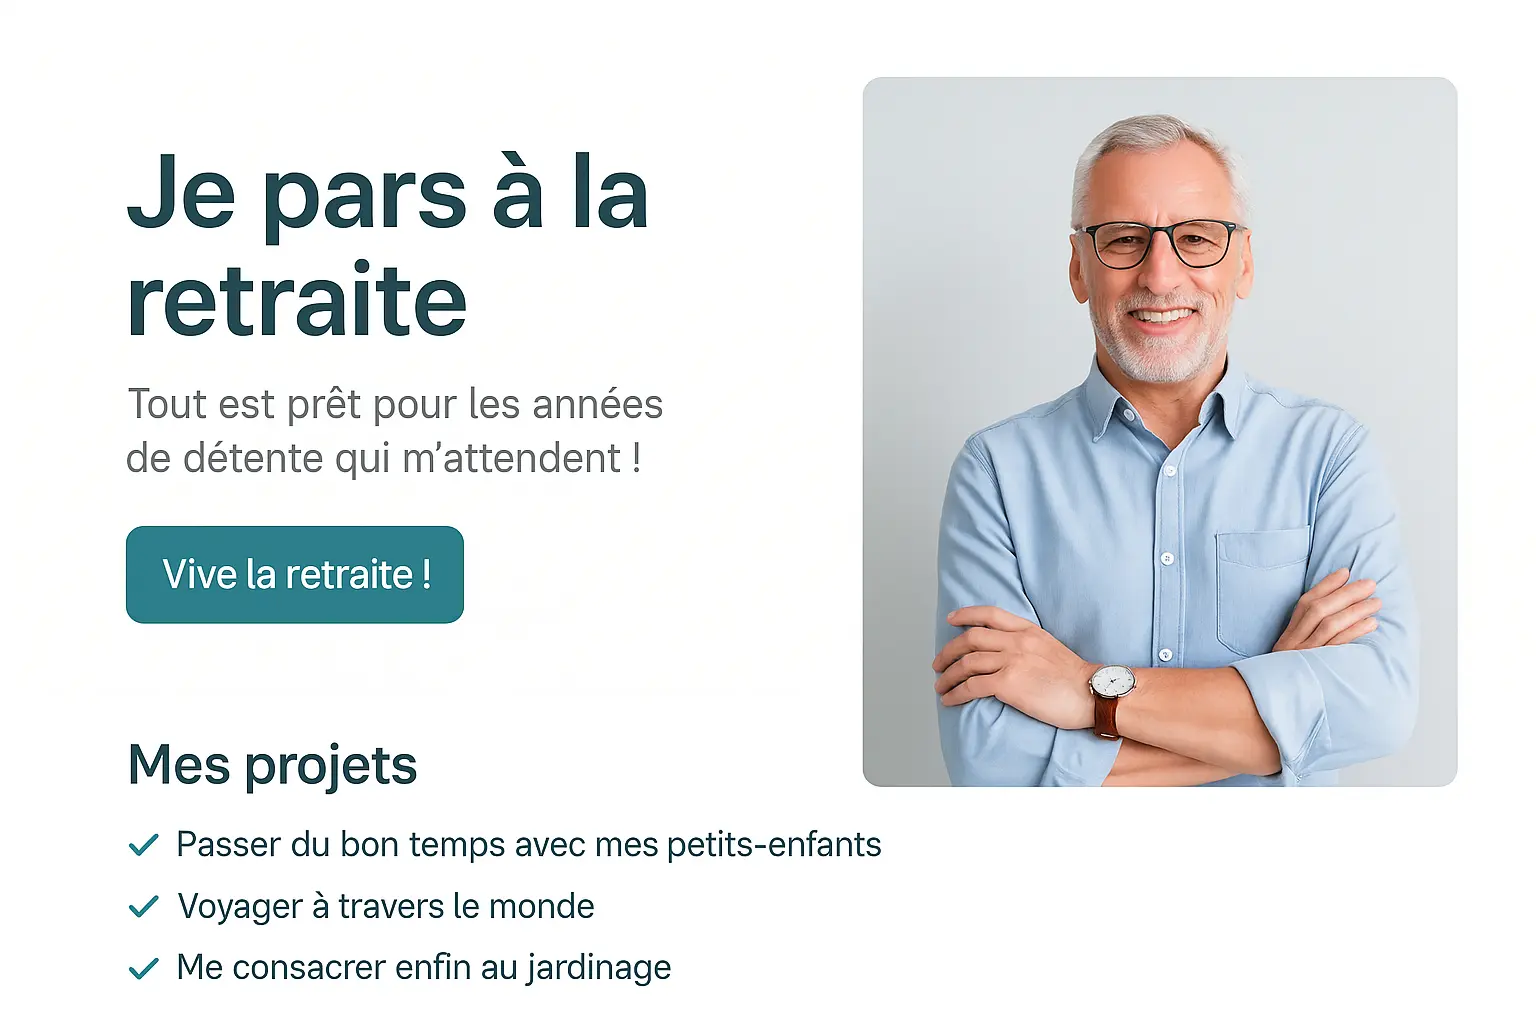 Je pars à la
retraite
Tout est prêt pour les années
de détente qui m’attendent !
Vive la retraite !
Mes projets
Passer du bon temps avec mes petits-enfants
Voyager à travers le monde
Me consacrer enfin au jardinage